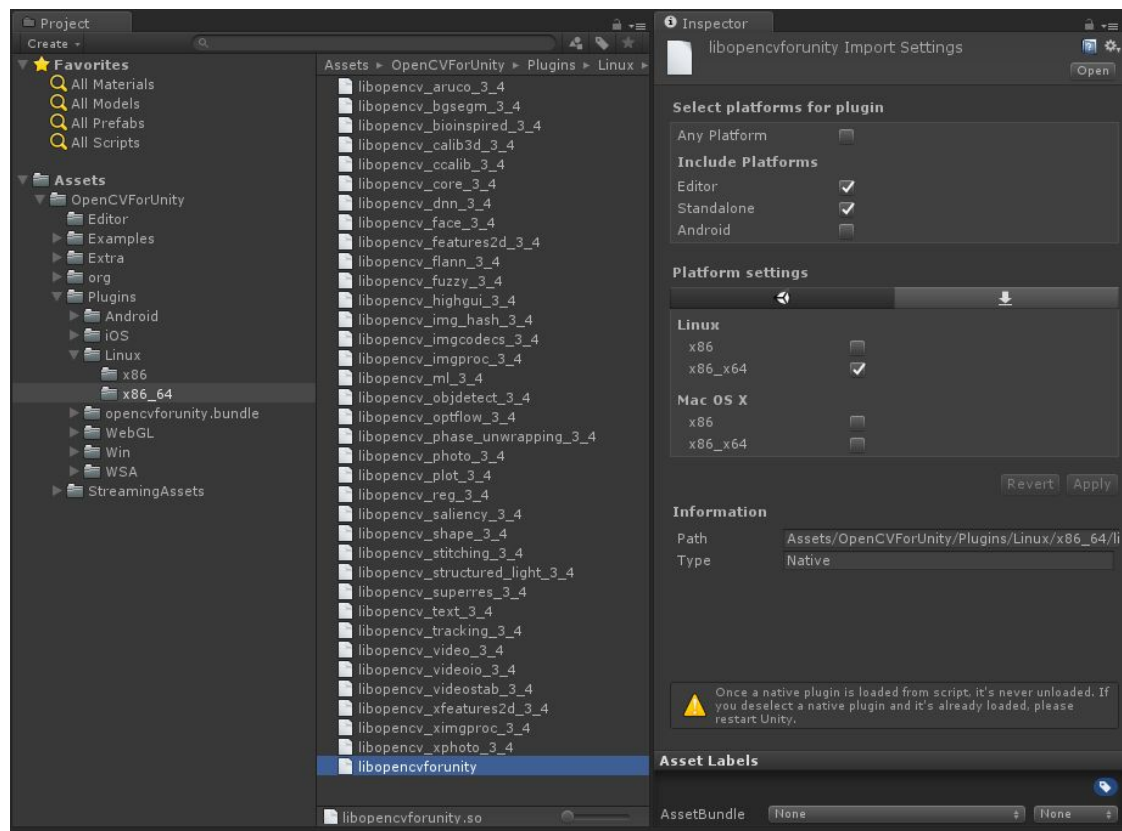 Project
Create
Favorites
All Materials
All Models
All Prefabs
All Scripts
Assets
OpenCVForUnity
Editor
Examples
Extra
org
Plugins
Android
iOS
Linux
x86
x86_64
opencvforunity.bundle
WebGL
Win
WSA
StreamingAssets
Assets ▸ OpenCVForUnity ▸ Plugins ▸ Linux ▸
libopencv_aruco_3_4
libopencv_bgsegm_3_4
libopencv_bioinspired_3_4
libopencv_calib3d_3_4
libopencv_ccalib_3_4
libopencv_core_3_4
libopencv_dnn_3_4
libopencv_face_3_4
libopencv_features2d_3_4
libopencv_flann_3_4
libopencv_fuzzy_3_4
libopencv_highgui_3_4
libopencv_img_hash_3_4
libopencv_imgcodecs_3_4
libopencv_imgproc_3_4
libopencv_ml_3_4
libopencv_objdetect_3_4
libopencv_optflow_3_4
libopencv_phase_unwrapping_3_4
libopencv_photo_3_4
libopencv_plot_3_4
libopencv_reg_3_4
libopencv_saliency_3_4
libopencv_shape_3_4
libopencv_stitching_3_4
libopencv_structured_light_3_4
libopencv_superres_3_4
libopencv_text_3_4
libopencv_tracking_3_4
libopencv_video_3_4
libopencv_videoio_3_4
libopencv_videostab_3_4
libopencv_xfeatures2d_3_4
libopencv_ximgproc_3_4
libopencv_xphoto_3_4
libopencvforunity
libopencvforunity.so
Inspector
libopencvforunity Import Settings
Open
Select platforms for plugin
Any Platform
Include Platforms
Editor
Standalone
Android
Platform settings
Linux
x86
x86_x64
Mac OS X
x86
x86_x64
Revert Apply
Information
Path Assets/OpenCVForUnity/Plugins/Linux/x86_64/li
Type Native
Once a native plugin is loaded from script, it's never unloaded. If
you deselect a native plugin and it's already loaded, please
restart Unity.
Asset Labels
AssetBundle None None